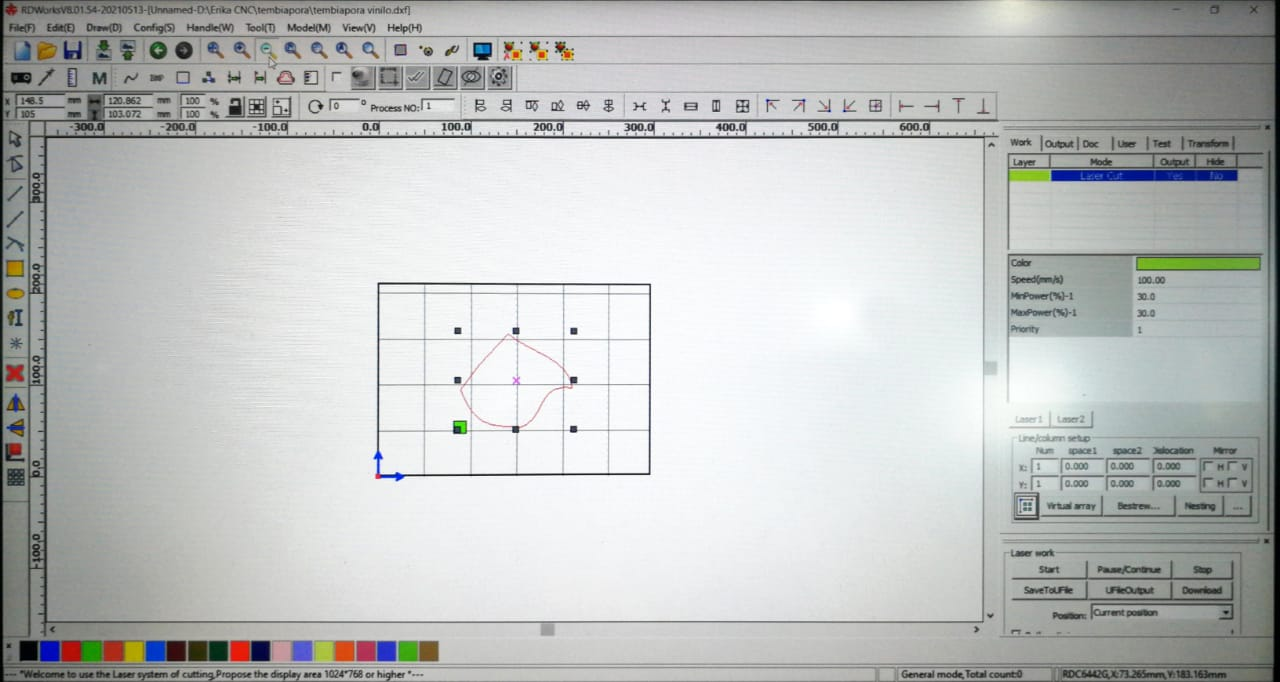 RDWorksV8.01.54-20210513-[Unnamed-D:\Erika CNC\tembiapora\tembiapora vinilo.dxf]
File(F) Edit(E) Draw(D) Config(S) Handle(W) Tool(T) Model(M) View(V) Help(H)
M BMP
X 148.5 mm 120.862 mm 100 %
Y 105 mm 103.072 mm 100 %
0 ° Process NO: 1
-300.0 -200.0 -100.0 0.0 100.0 200.0 300.0 400.0 500.0 600.0
300.0
200.0
100.0
0.0
-100.0
Work Output Doc User Test Transform
Layer Mode Output Hide
Laser Cut Yes No
Color
Speed(mm/s) 100.00
MinPower(%)-1 30.0
MaxPower(%)-1 30.0
Priority 1
Laser1 Laser2
Line/column setup
Num space1 space2 Dislocation Mirror
X: 1 0.000 0.000 0.000 H V
Y: 1 0.000 0.000 0.000 H V
Virtual array Bestrew... Nesting ...
Laser work
Start Pause/Continue Stop
SaveToUFile UFileOutput Download
Position: Current position
--- *Welcome to use the Laser system of cutting,Propose the display area 1024*768 or higher *---
General mode,Total count:0
RDC6442G,X:73.265mm,Y:183.163mm